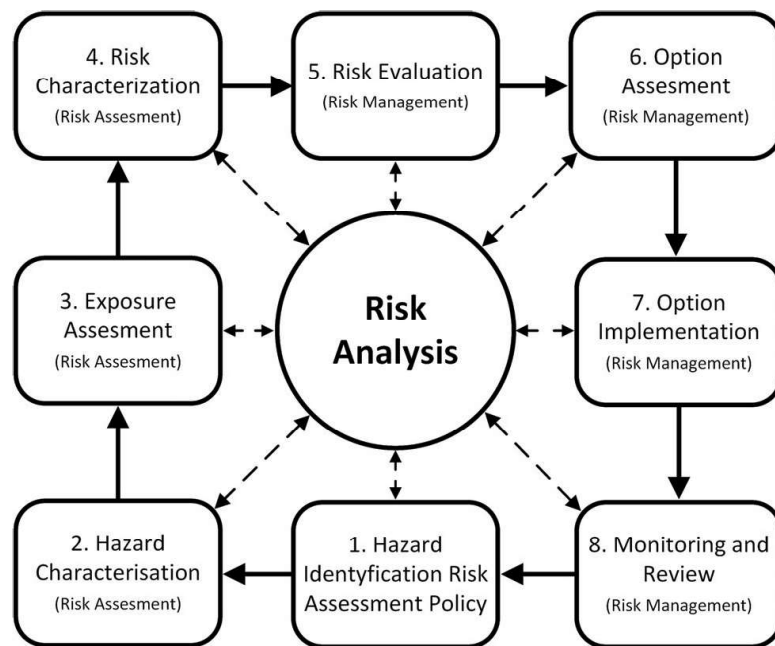 4. Risk
Characterization
(Risk Assesment)
5. Risk Evaluation
(Risk Management)
6. Option
Assesment
(Risk Management)
3. Exposure
Assesment
(Risk Assesment)
Risk
Analysis
7. Option
Implementation
(Risk Management)
2. Hazard
Characterisation
(Risk Assesment)
1. Hazard
Identyfication Risk
Assessment Policy
8. Monitoring and
Review
(Risk Management)